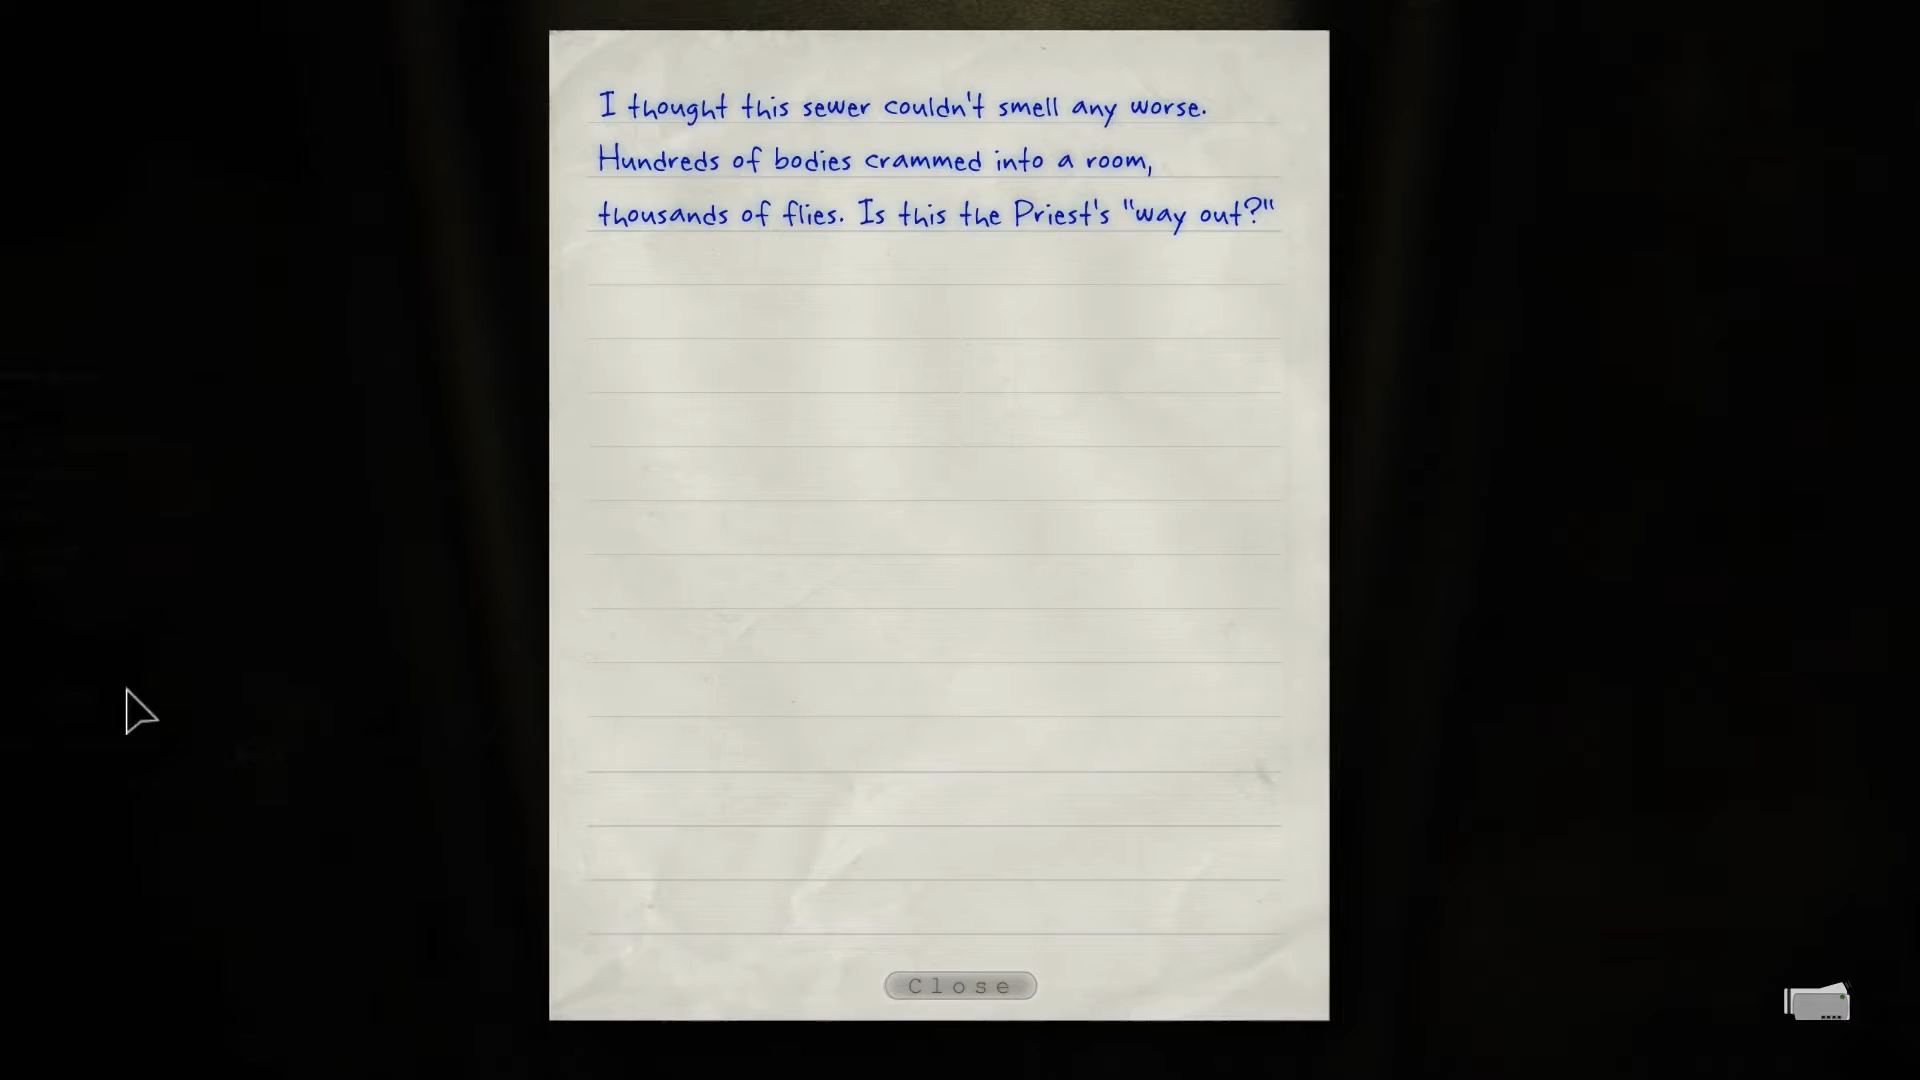 I thought this sewer couldn't smell any worse.
Hundreds of bodies crammed into a room,
thousands of flies. Is this the Priest's "way out?"
Close